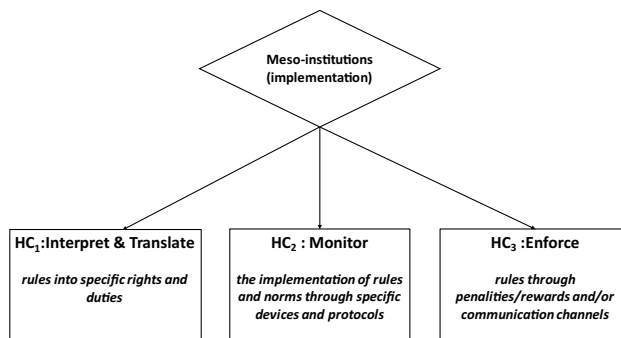 Meso-institutions
(implementation)
HC₁:Interpret & Translate
rules into specific rights and
duties
HC₂ : Monitor
the implementation of rules
and norms through specific
devices and protocols
HC₃ :Enforce
rules through
penalities/rewards and/or
communication channels